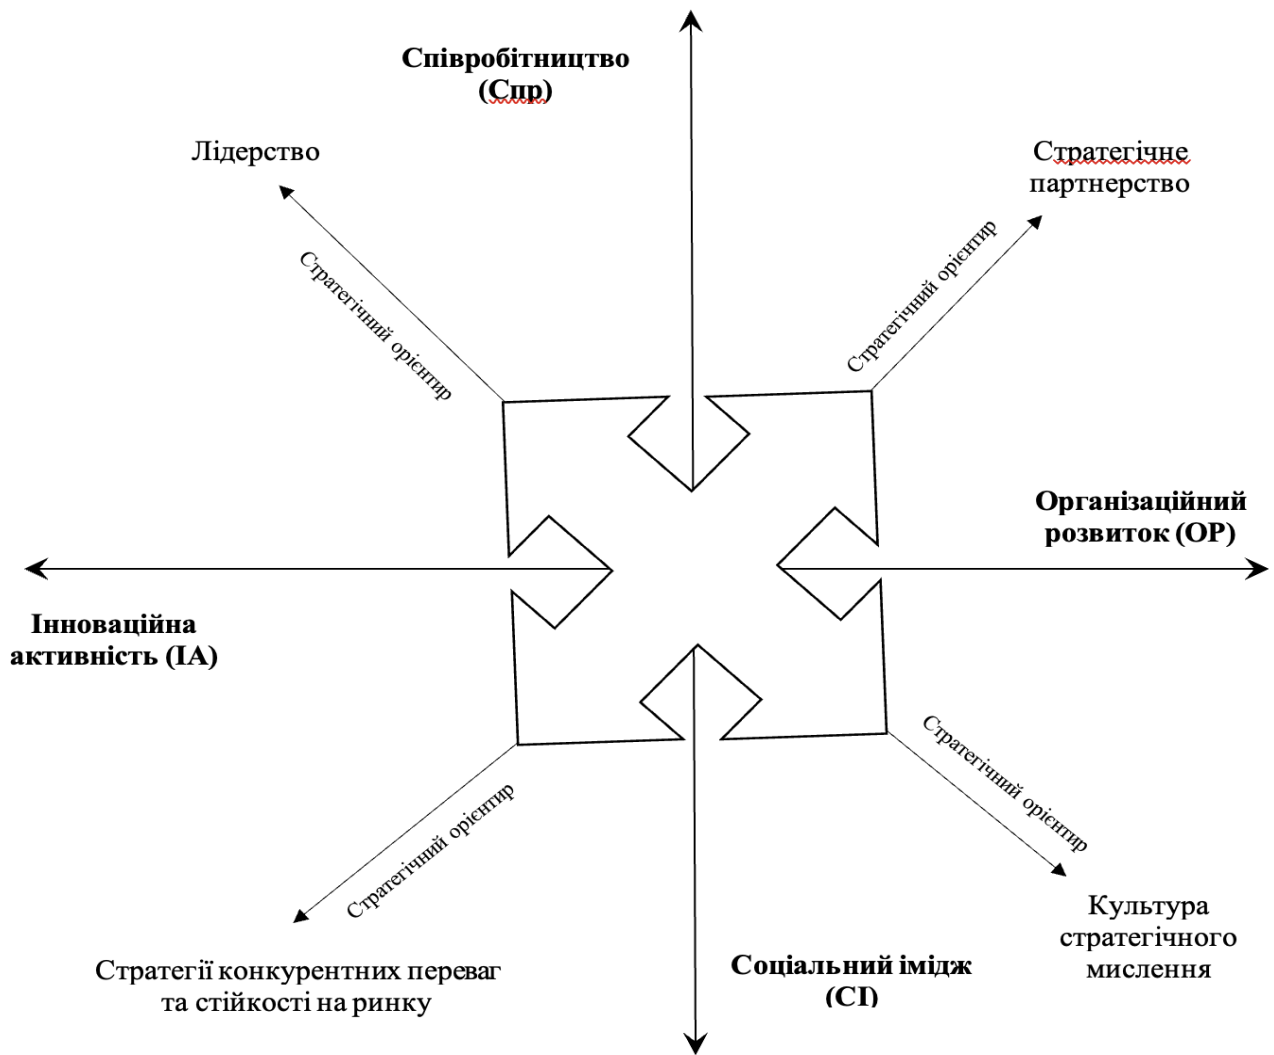 Співробітництво
(Спр)
Лідерство
Стратегічне
партнерство
Стратегічний орієнтир
Стратегічний орієнтир
Організаційний
розвиток (ОР)
Інноваційна
активність (ІА)
Стратегічний орієнтир
Стратегічний орієнтир
Культура
стратегічного
мислення
Стратегії конкурентних переваг
та стійкості на ринку
Соціальний імідж
(СІ)